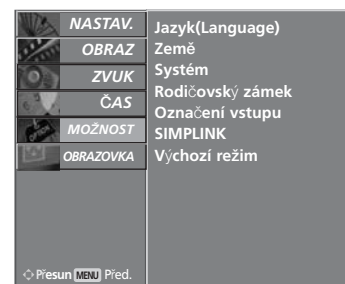 NASTAV.
OBRAZ
ZVUK
ČAS
MOŽNOST
OBRAZOVKA
Přesun MENU Před.
Jazyk(Language)
Země
Systém
Rodičovský zámek
Označení vstupu
SIMPLINK
Výchozí režim